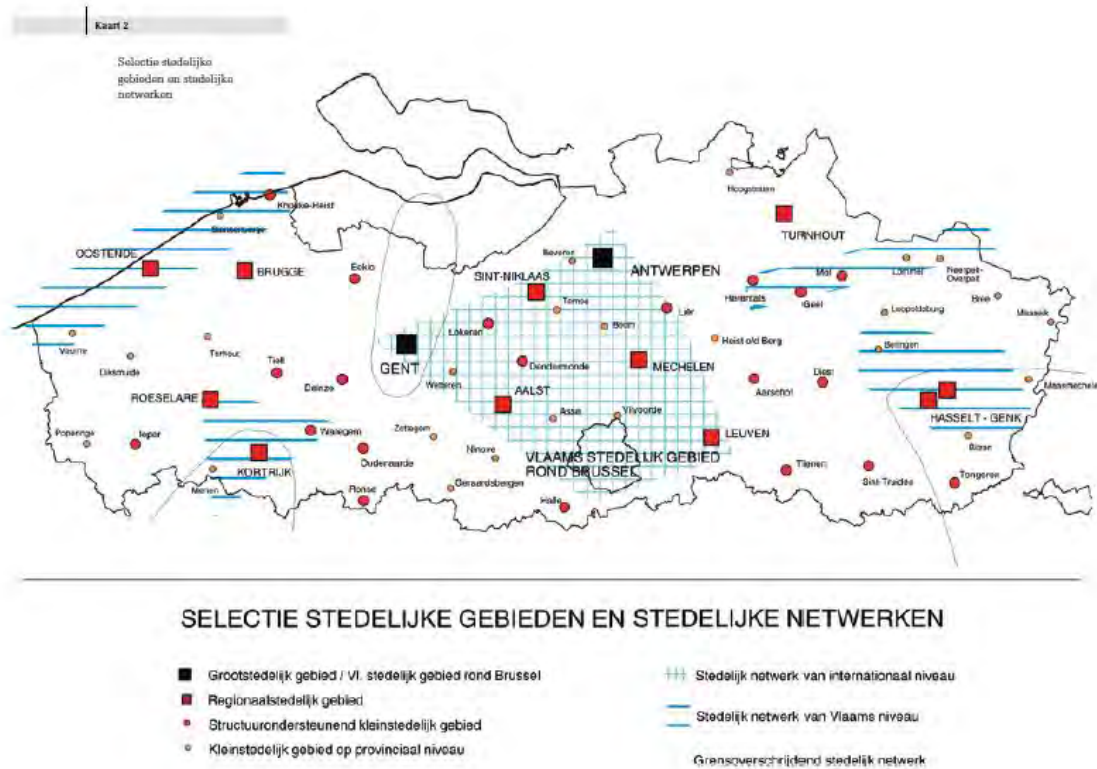 Kaart 2
Selectie stedelijke
gebieden en stedelijke
netwerken
Hoogstraten
Knokke-Heist
Blankenberge
TURNHOUT
OOSTENDE
BRUGGE
Eeklo
Beveren
ANTWERPEN
SINT-NIKLAAS
Mol
Lommel
Neerpelt-
Overpelt
Herentals
Geel
Bree
Temse
Lier
Leopoldsburg
Maaseik
Lokeren
Boom
Veurne
Torhout
Heist o/d Berg
Beringen
Diksmuide
Tielt
GENT
Dendermonde
MECHELEN
Deinze
Wetteren
AALST
Aarschot
Diest
Maasmechelen
ROESELARE
Asse
Vilvoorde
HASSELT - GENK
Poperinge
Ieper
Waregem
Zottegem
LEUVEN
Bilzen
KORTRIJK
Oudenaarde
Ninove
VLAAMS STEDELIJK GEBIED
ROND BRUSSEL
Tienen
Sint-Truiden
Tongeren
Menen
Ronse
Geraardsbergen
Halle
SELECTIE STEDELIJKE GEBIEDEN EN STEDELIJKE NETWERKEN
Grootstedelijk gebied / Vl. stedelijk gebied rond Brussel
Regionaalstedelijk gebied
Structuurondersteunend kleinstedelijk gebied
Kleinstedelijk gebied op provinciaal niveau
Stedelijk netwerk van internationaal niveau
Stedelijk netwerk van Vlaams niveau
Grensoverschrijdend stedelijk netwerk